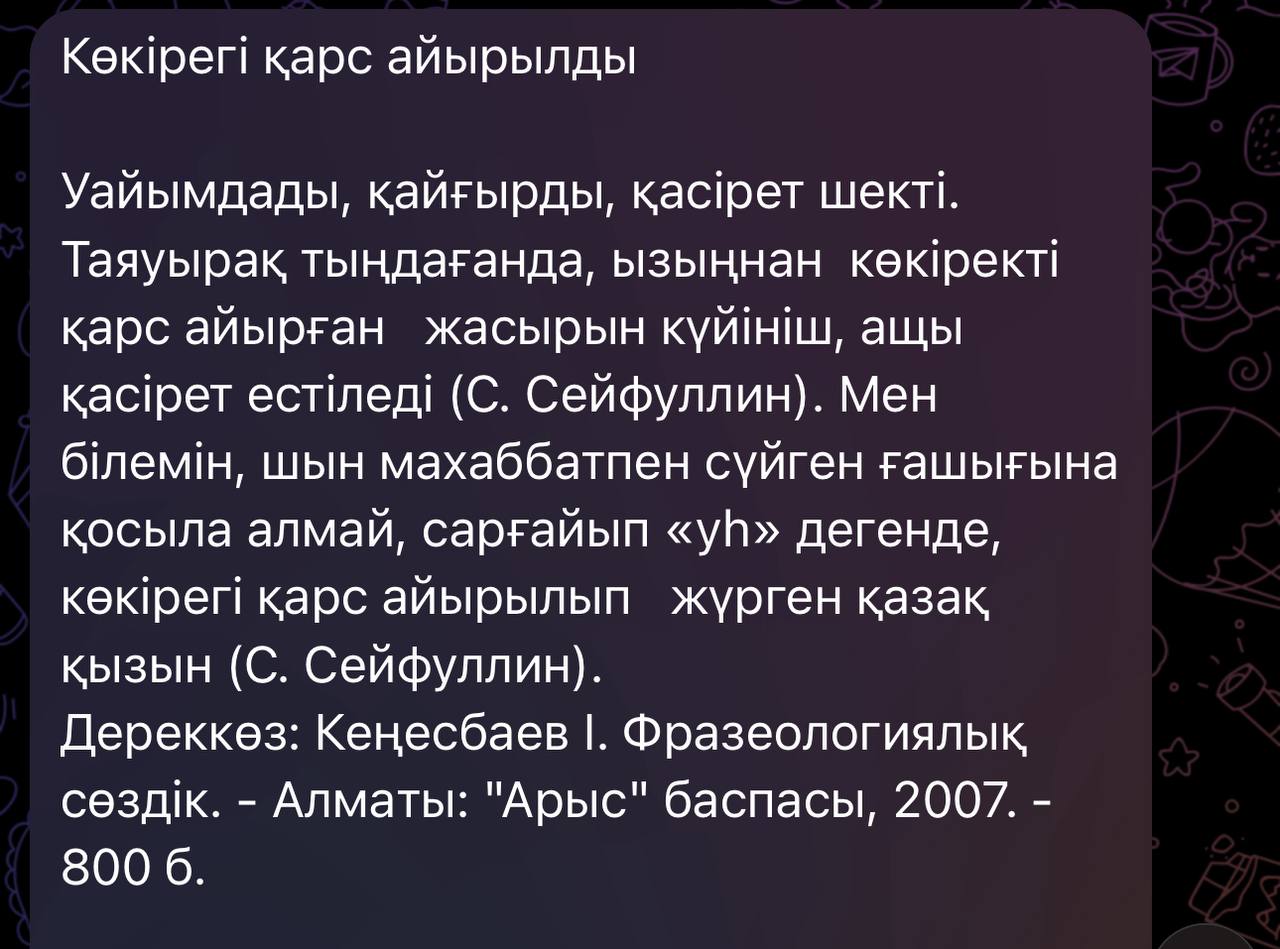 Көкірегі қарс айырылды
Уайымдады, қайғырды, қасірет шекті.
Таяуырақ тыңдағанда, ызыңнан  көкіректі
қарс айырған   жасырын күйініш, ащы
қасірет естіледі (С. Сейфуллин). Мен
білемін, шын махаббатпен сүйген ғашығына
қосыла алмай, сарғайып «уһ» дегенде,
көкірегі қарс айырылып   жүрген қазақ
қызын (С. Сейфуллин).
Дереккөз: Кеңесбаев І. Фразеологиялық
сөздік. - Алматы: "Арыс" баспасы, 2007. -
800 б.